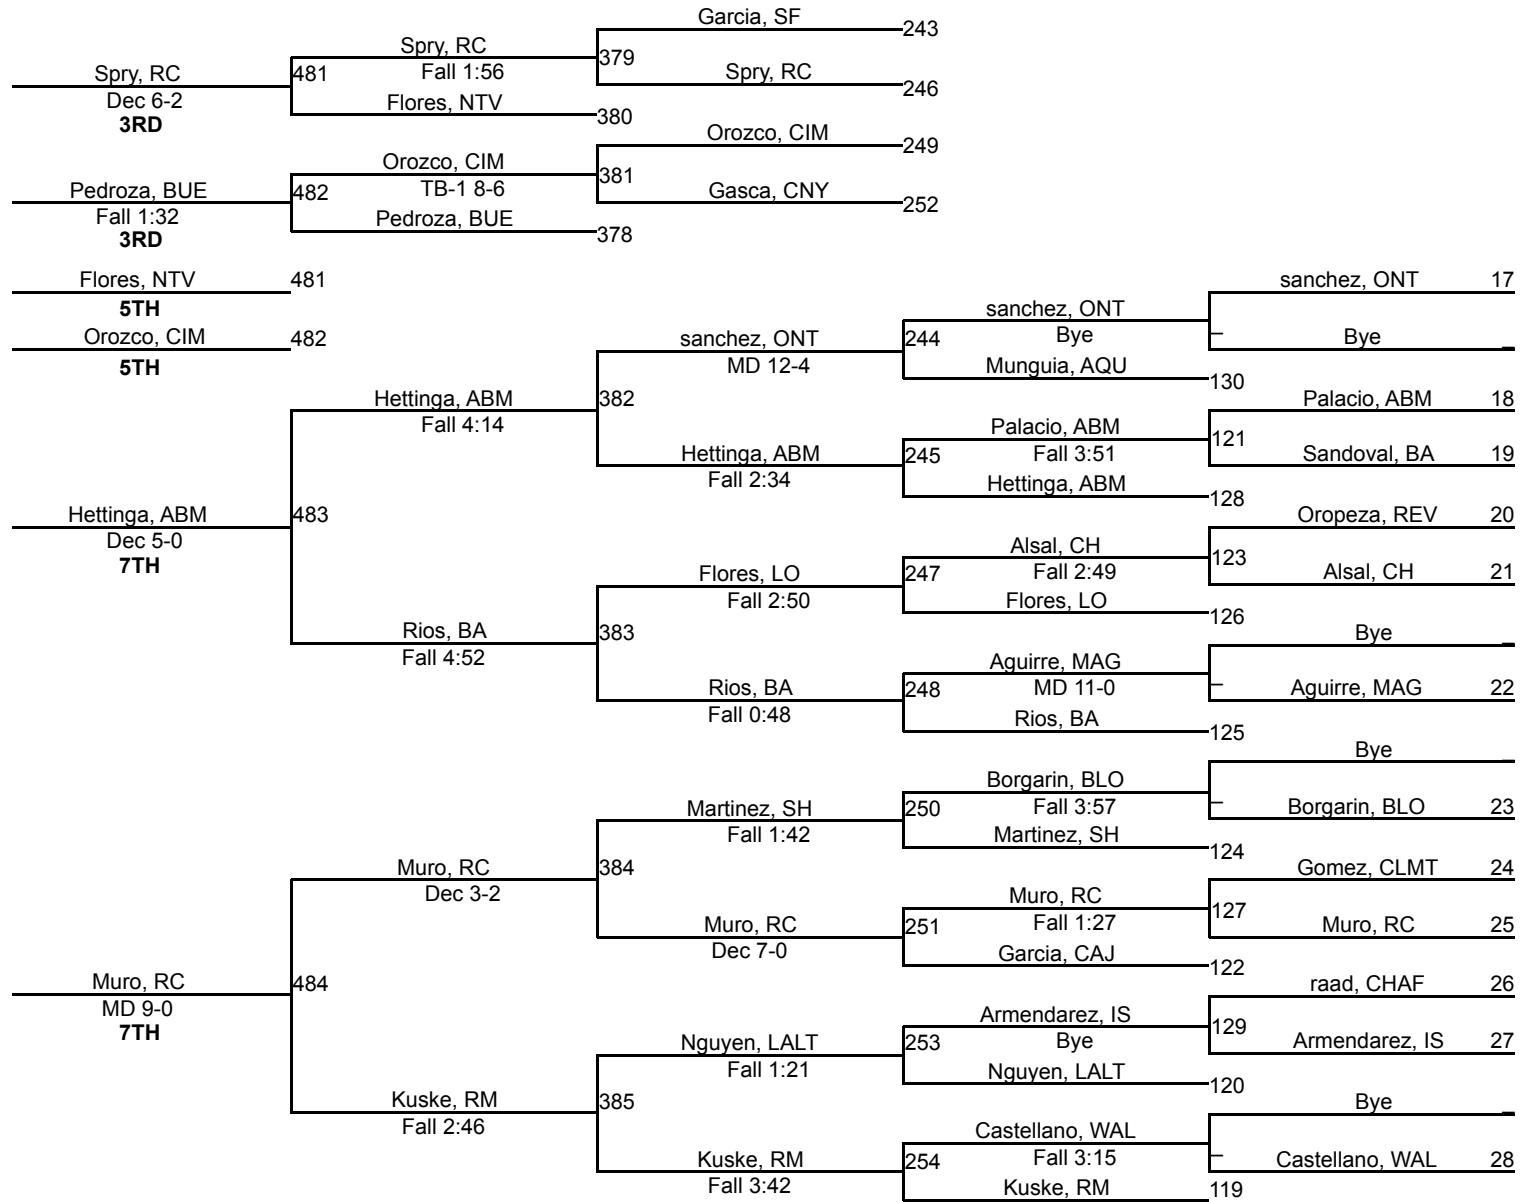 Garcia, SF
243
Spry, RC
379
Spry, RC
481
Fall 1:56
Spry, RC
246
Dec 6-2
Flores, NTV
380
3RD
Orozco, CIM
249
Orozco, CIM
381
Pedroza, BUE
482
TB-1 8-6
Gasca, CNY
252
Fall 1:32
Pedroza, BUE
378
3RD
Flores, NTV
481
5TH
Orozco, CIM
482
5TH
sanchez, ONT
17
sanchez, ONT
Bye
_
Bye
_
sanchez, ONT
244
MD 12-4
Munguia, AQU
130
Hettinga, ABM
382
Fall 4:14
Palacio, ABM
18
Palacio, ABM
121
Fall 3:51
Sandoval, BA
19
Hettinga, ABM
245
Fall 2:34
Hettinga, ABM
128
Hettinga, ABM
483
Dec 5-0
7TH
Oropeza, REV
20
Alsal, CH
123
Fall 2:49
Alsal, CH
21
Flores, LO
247
Fall 2:50
Flores, LO
126
Rios, BA
383
Fall 4:52
Bye
_
Aguirre, MAG
_
MD 11-0
Aguirre, MAG
22
Rios, BA
248
Fall 0:48
Rios, BA
125
Bye
_
Borgarin, BLO
_
Fall 3:57
Borgarin, BLO
23
Martinez, SH
250
Fall 1:42
Martinez, SH
124
Muro, RC
384
Dec 3-2
Gomez, CLMT
24
Muro, RC
127
Fall 1:27
Muro, RC
25
Muro, RC
251
Dec 7-0
Garcia, CAJ
122
Muro, RC
484
MD 9-0
7TH
raad, CHAF
26
Armendarez, IS
129
Bye
Armendarez, IS
27
Nguyen, LALT
253
Fall 1:21
Nguyen, LALT
120
Kuske, RM
385
Fall 2:46
Bye
_
Castellano, WAL
_
Fall 3:15
Castellano, WAL
28
Kuske, RM
254
Fall 3:42
Kuske, RM
119